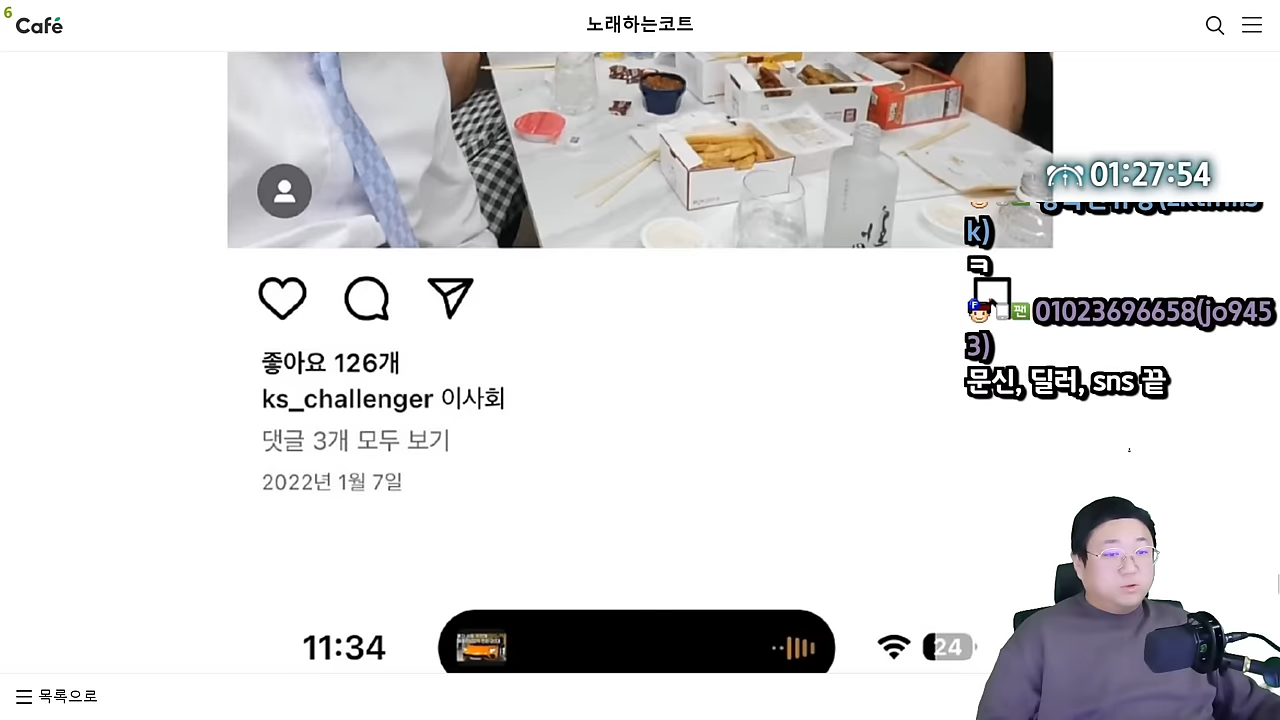 6
Café
노래하는코트
01:27:54
k)
ㅋ
팬 01023696658(jo945
3)
문신, 딜러, sns 끝
좋아요 126개
ks_challenger 이사회
댓글 3개 모두 보기
2022년 1월 7일
11:34
24
목록으로